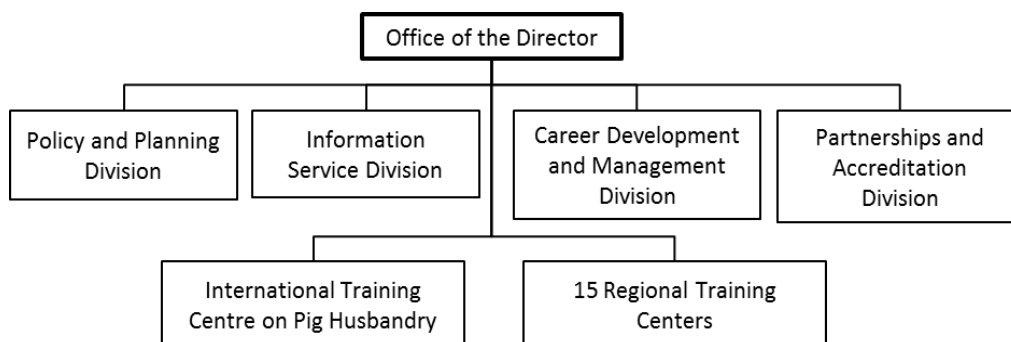 Office of the Director
Policy and Planning
Division
Information
Service Division
Career Development
and Management
Division
Partnerships and
Accreditation
Division
International Training
Centre on Pig Husbandry
15 Regional Training
Centers